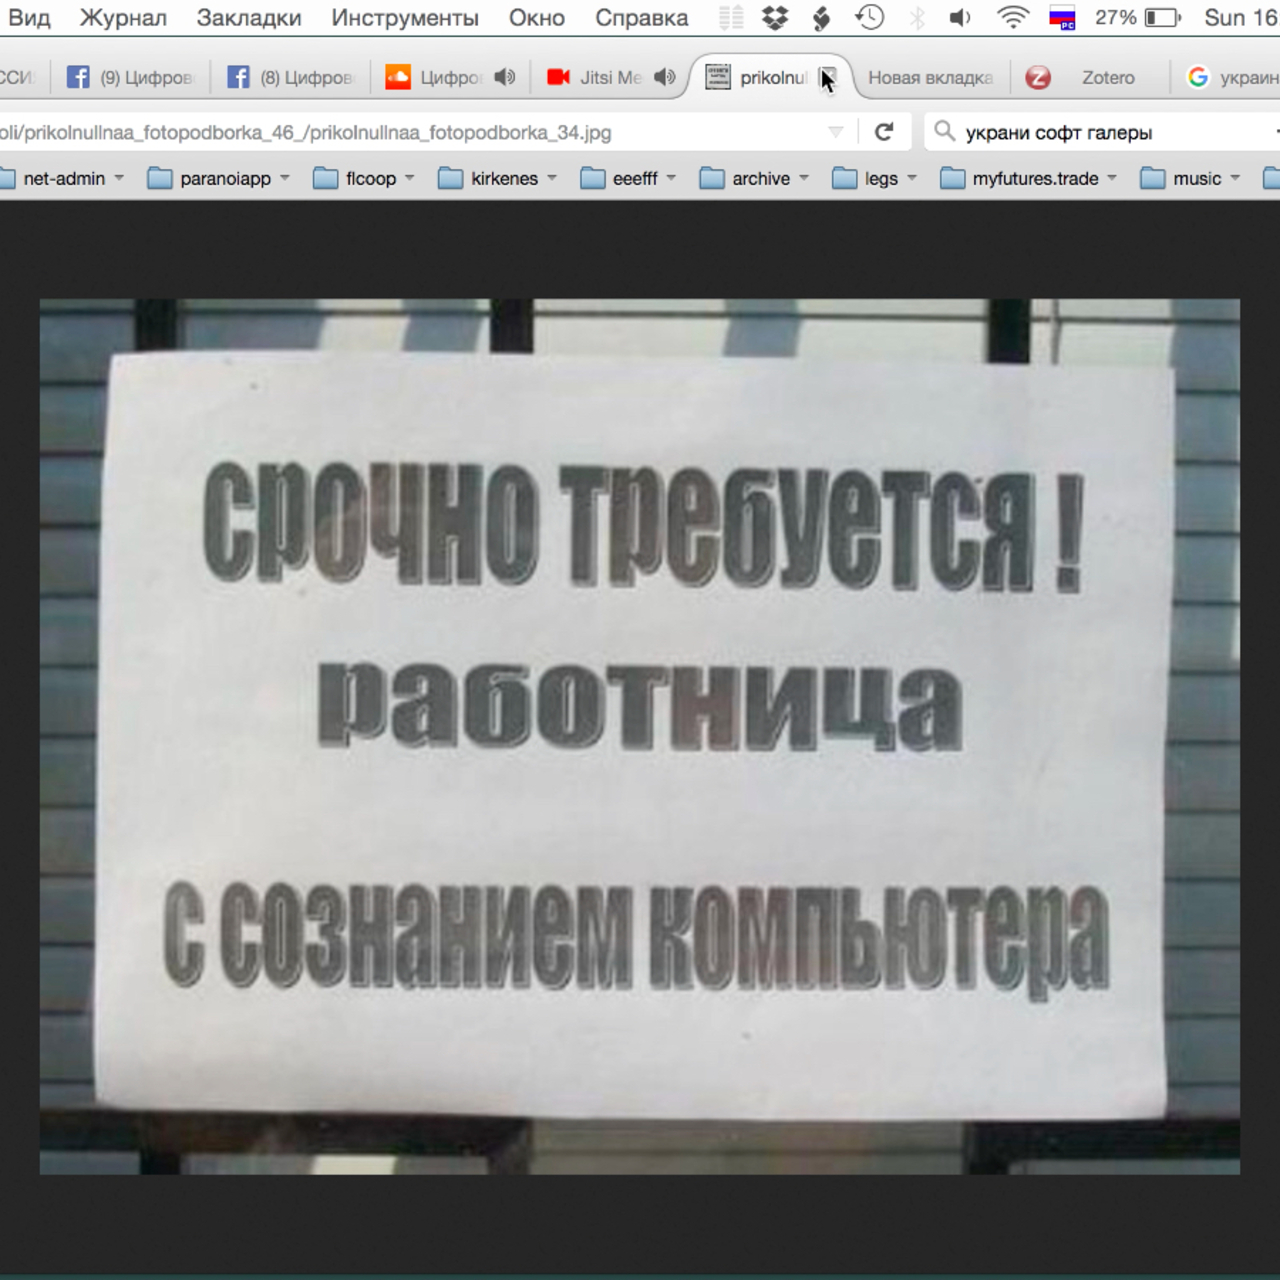 Вид Журнал Закладки Инструменты Окно Справка 27% Sun 16
(9) Цифров (8) Цифров Цифро Jitsi Me prikolnul Новая вкладка Zotero украин
oli/prikolnullnaa_fotopodborka_46_/prikolnullnaa_fotopodborka_34.jpg украни софт галеры
net-admin paranoiapp flcoop kirkenes eeefff archive legs myfutures.trade music
срочно требуется !
работница
с сознанием компьютера